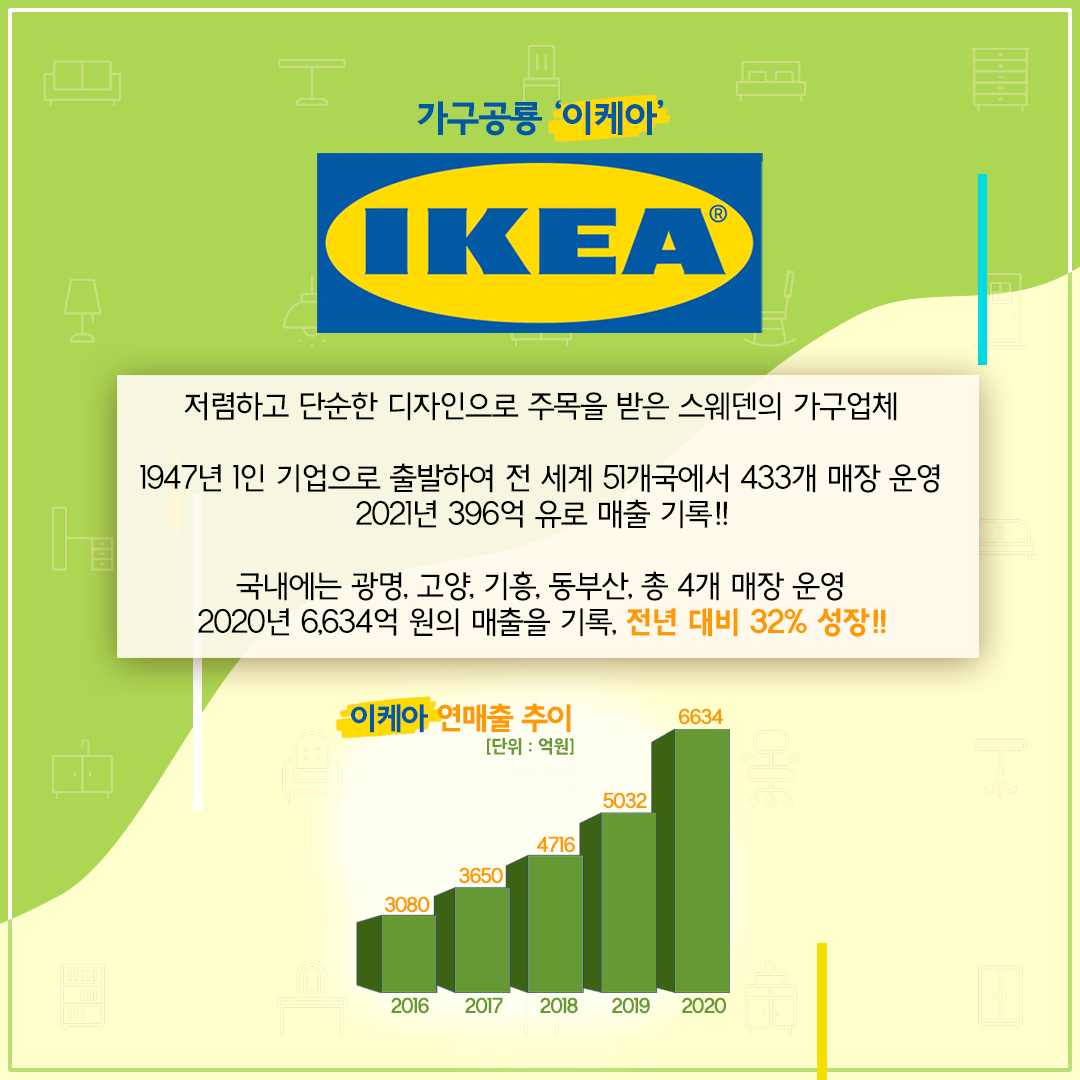 가구공룡 ‘이케아’
IKEA®
저렴하고 단순한 디자인으로 주목을 받은 스웨덴의 가구업체
1947년 1인 기업으로 출발하여 전 세계 51개국에서 433개 매장 운영
2021년 396억 유로 매출 기록!!
국내에는 광명, 고양, 기흥, 동부산, 총 4개 매장 운영
2020년 6,634억 원의 매출을 기록, 전년 대비 32% 성장!!
이케아 연매출 추이
[단위 : 억원]
3080
3650
4716
5032
6634
2016 2017 2018 2019 2020